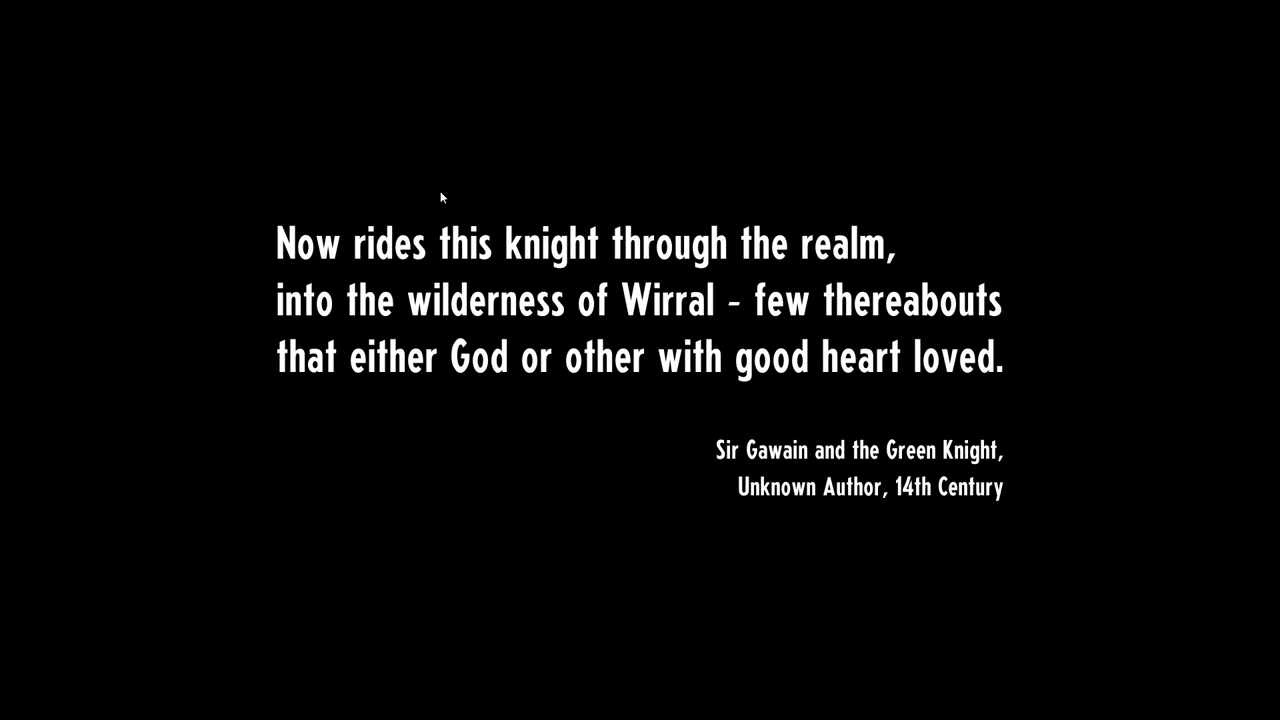 Now rides this knight through the realm,
into the wilderness of Wirral - few thereabouts
that either God or other with good heart loved.
Sir Gawain and the Green Knight,
Unknown Author, 14th Century